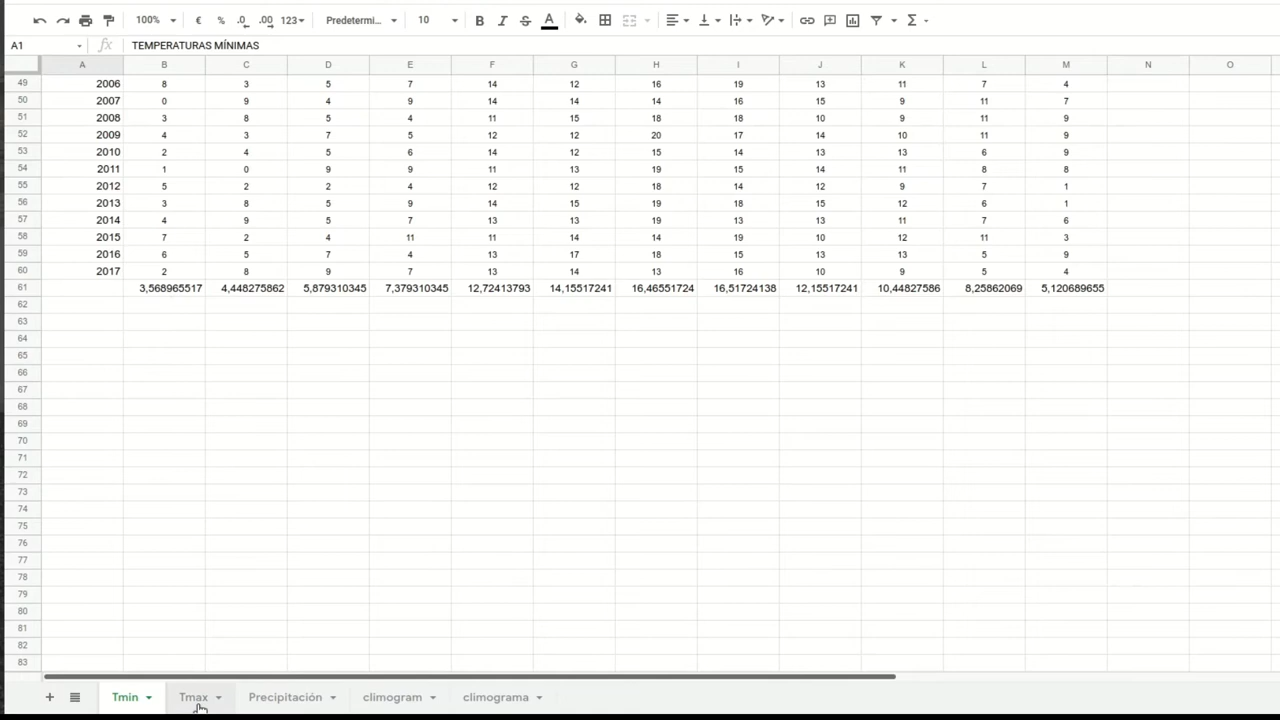 100% € % .0 .00 123 Predetermi... 10 B I S A Σ
A1 fx TEMPERATURAS MÍNIMAS
A B C D E F G H I J K L M N O
49 2006 8 3 5 7 14 12 16 19 13 11 7 4
50 2007 0 9 4 9 14 14 14 16 15 9 11 7
51 2008 3 8 5 4 11 15 18 18 10 9 11 9
52 2009 4 3 7 5 12 12 20 17 14 10 11 9
53 2010 2 4 5 6 14 12 15 14 13 13 6 9
54 2011 1 0 9 9 11 13 19 15 14 11 8 8
55 2012 5 2 2 4 12 12 18 14 12 9 7 1
56 2013 3 8 5 9 14 15 19 18 15 12 6 1
57 2014 4 9 5 7 13 13 19 13 13 11 7 6
58 2015 7 2 4 11 11 14 14 19 10 12 11 3
59 2016 6 5 7 4 13 17 18 15 13 13 5 9
60 2017 2 8 9 7 13 14 13 16 10 9 5 4
61 3,568965517 4,448275862 5,879310345 7,379310345 12,72413793 14,15517241 16,46551724 16,51724138 12,15517241 10,44827586 8,25862069 5,120689655
62
63
64
65
66
67
68
69
70
71
72
73
74
75
76
77
78
79
80
81
82
83
+ Tmin Tmax Precipitación climogram climograma